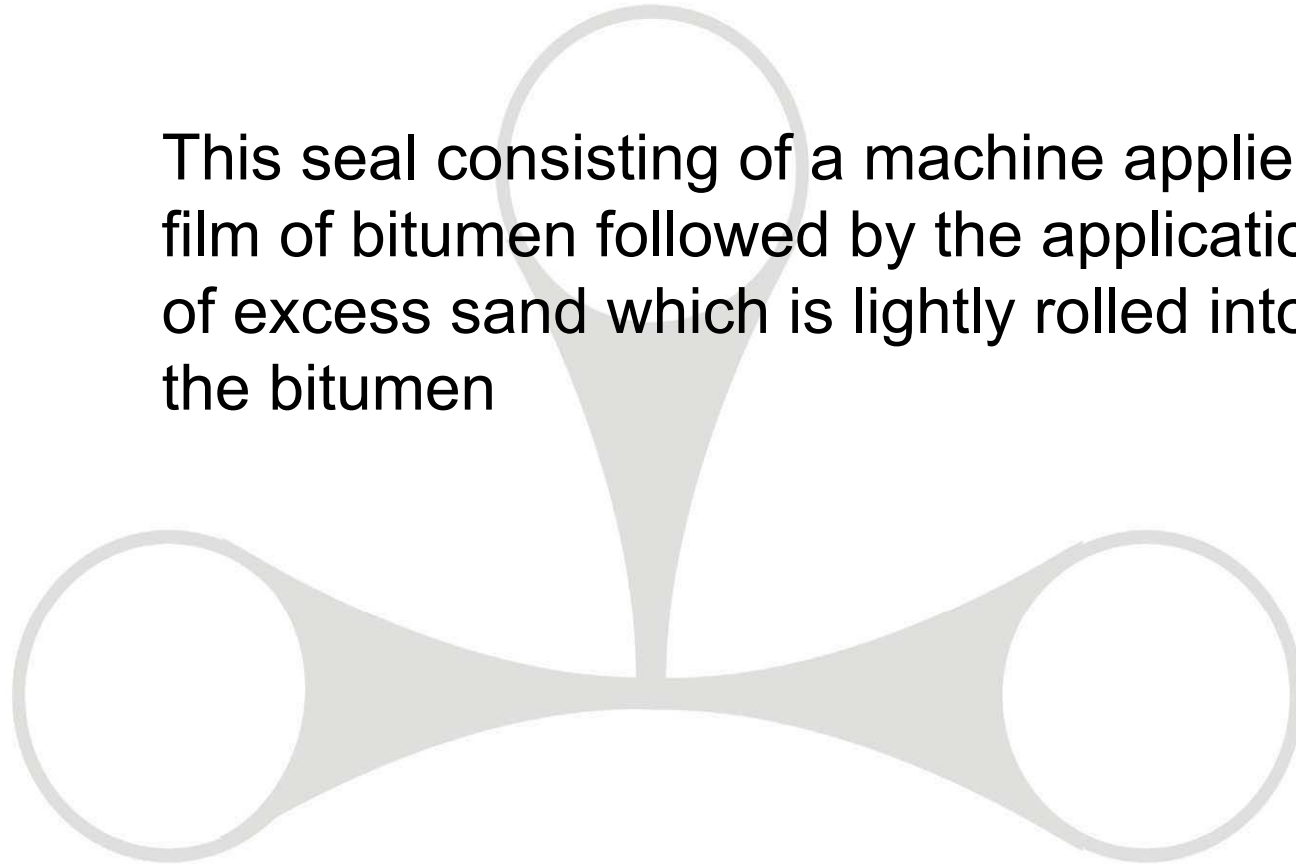 This seal consisting of a machine applie
film of bitumen followed by the applicatio
of excess sand which is lightly rolled into
the bitumen